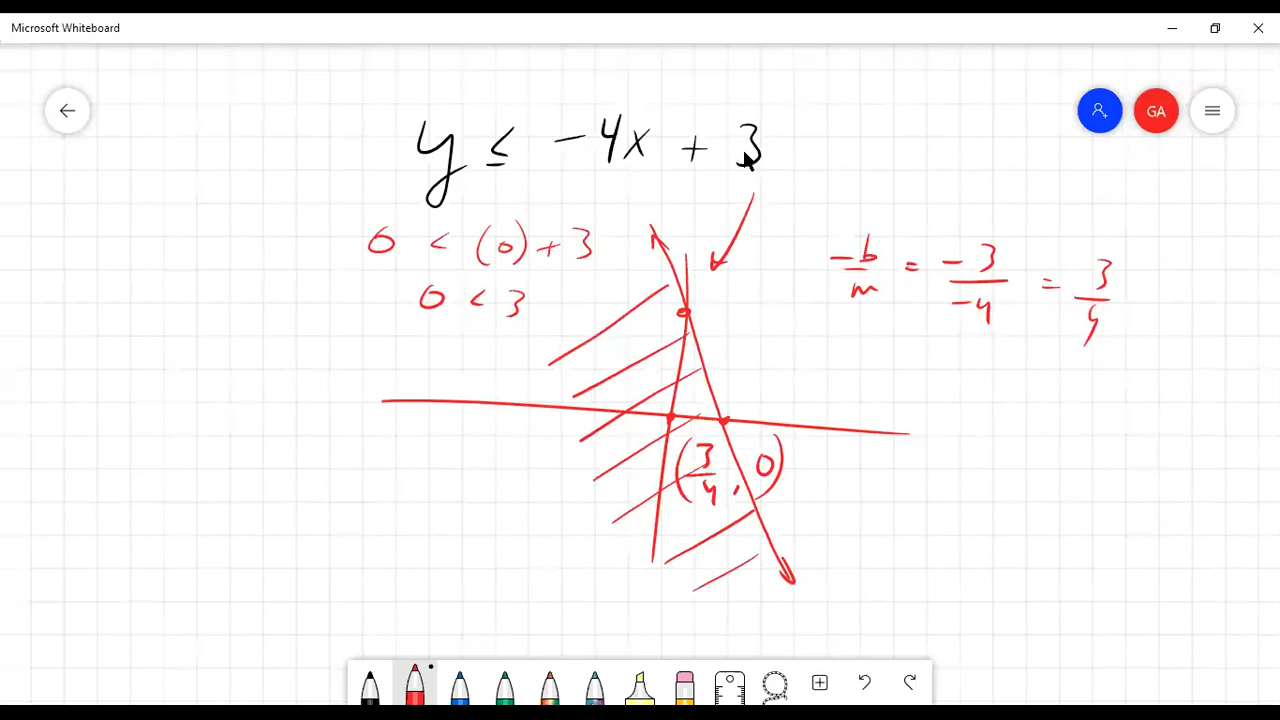 Microsoft Whiteboard
GA
y ≤ -4x + 3
0 < (0) + 3
0 < 3
-b/m = -3/-4 = 3/4
(3/4, 0)